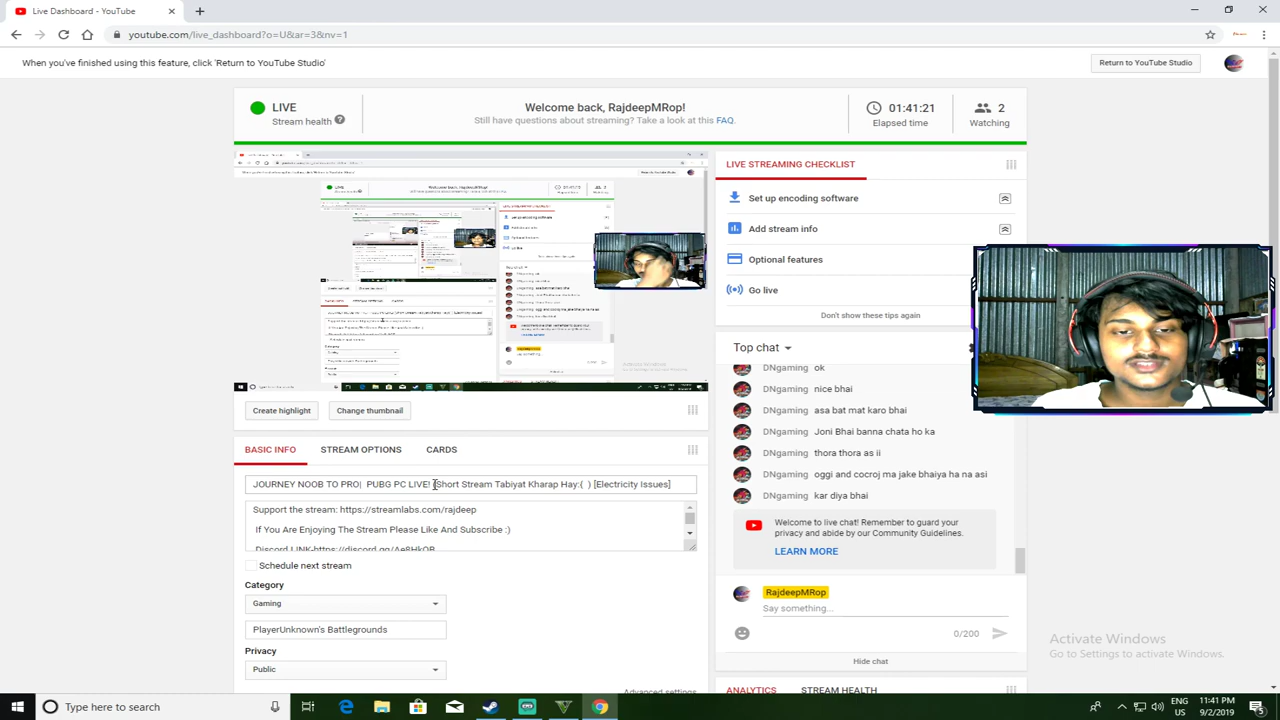 Live Dashboard - YouTube
youtube.com/live_dashboard?o=U&ar=3&nv=1
When you've finished using this feature, click 'Return to YouTube Studio'
Return to YouTube Studio
LIVE
Stream health
Welcome back, RajdeepMRop!
Still have questions about streaming? Take a look at this FAQ.
01:41:21
Elapsed time
2
Watching
LIVE STREAMING CHECKLIST
Set up encoding software
Add stream info
Optional features
Go live
Don't show these tips again
Top chat
DNgaming ok
DNgaming nice bhai
DNgaming asa bat mat karo bhai
DNgaming Joni Bhai banna chata ho ka
DNgaming thora thora as ii
DNgaming oggi and cocroj ma jake bhaiya ha na asi
DNgaming kar diya bhai
Welcome to live chat! Remember to guard your
privacy and abide by our Community Guidelines.
LEARN MORE
RajdeepMRop
Say something...
0/200
Hide chat
ANALYTICS
STREAM HEALTH
Create highlight
Change thumbnail
BASIC INFO
STREAM OPTIONS
CARDS
JOURNEY NOOB TO PRO| PUBG PC LIVE! (Short Stream Tabiyat Kharap Hay:( ) [Electricity Issues]
Support the stream: https://streamlabs.com/rajdeep
If You Are Enjoying The Stream Please Like And Subscribe :)
Discord LINK-https://discord.gg/Ae8HkQB
Schedule next stream
Category
Gaming
PlayerUnknown's Battlegrounds
Privacy
Public
Advanced settings
Activate Windows
Go to Settings to activate Windows.
Type here to search
ENG
US
11:41 PM
9/2/2019